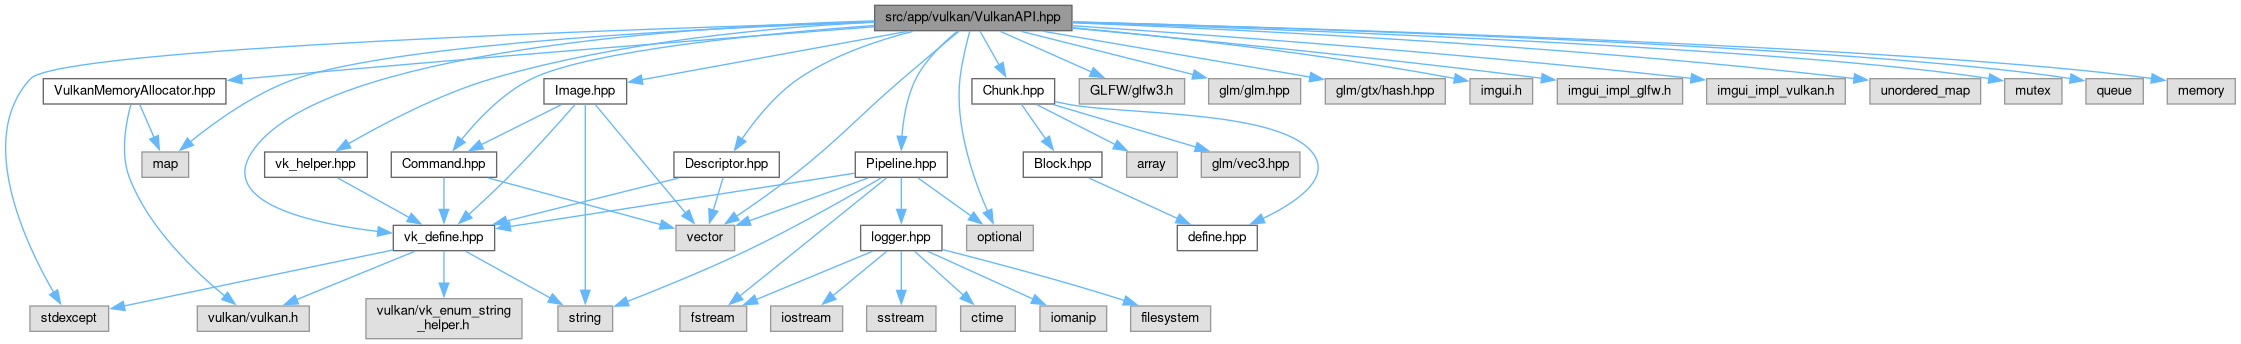 src/app/vulkan/VulkanAPI.hpp
VulkanMemoryAllocator.hpp
Image.hpp
Chunk.hpp
GLFW/glfw3.h
glm/glm.hpp
glm/gtx/hash.hpp
imgui.h
imgui_impl_glfw.h
imgui_impl_vulkan.h
unordered_map
mutex
queue
memory
map
vk_helper.hpp
Command.hpp
Descriptor.hpp
Pipeline.hpp
Block.hpp
array
glm/vec3.hpp
vk_define.hpp
vector
logger.hpp
optional
define.hpp
stdexcept
vulkan/vulkan.h
vulkan/vk_enum_string
_helper.h
string
fstream
iostream
sstream
ctime
iomanip
filesystem